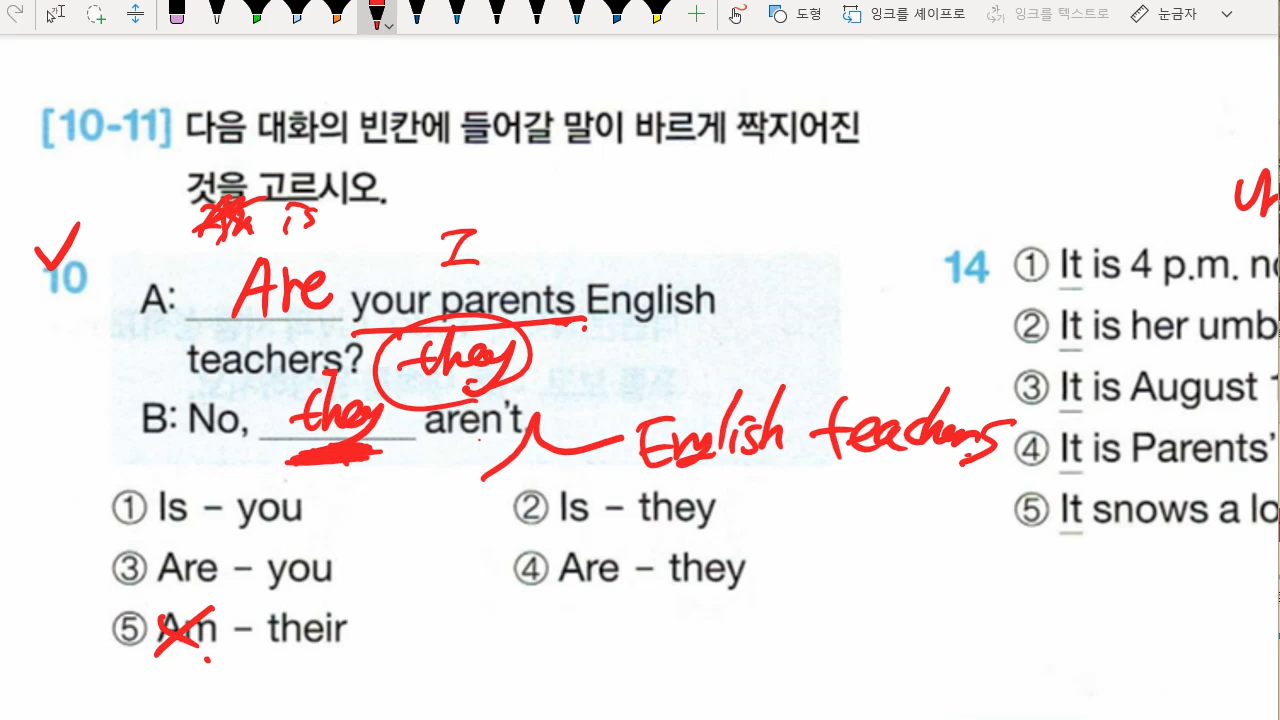 도형
잉크를 셰이프로
잉크를 텍스트로
눈금자
[10-11] 다음 대화의 빈칸에 들어갈 말이 바르게 짝지어진
것을 고르시오.
is
I
10
A: Are your parents English
teachers? they
B: No, they aren't.
English teachers
① Is – you
② Is – they
③ Are – you
④ Are – they
⑤ Am – their
14 ① It is 4 p.m.
② It is her
③ It is August
④ It is Parents'
⑤ It snows a